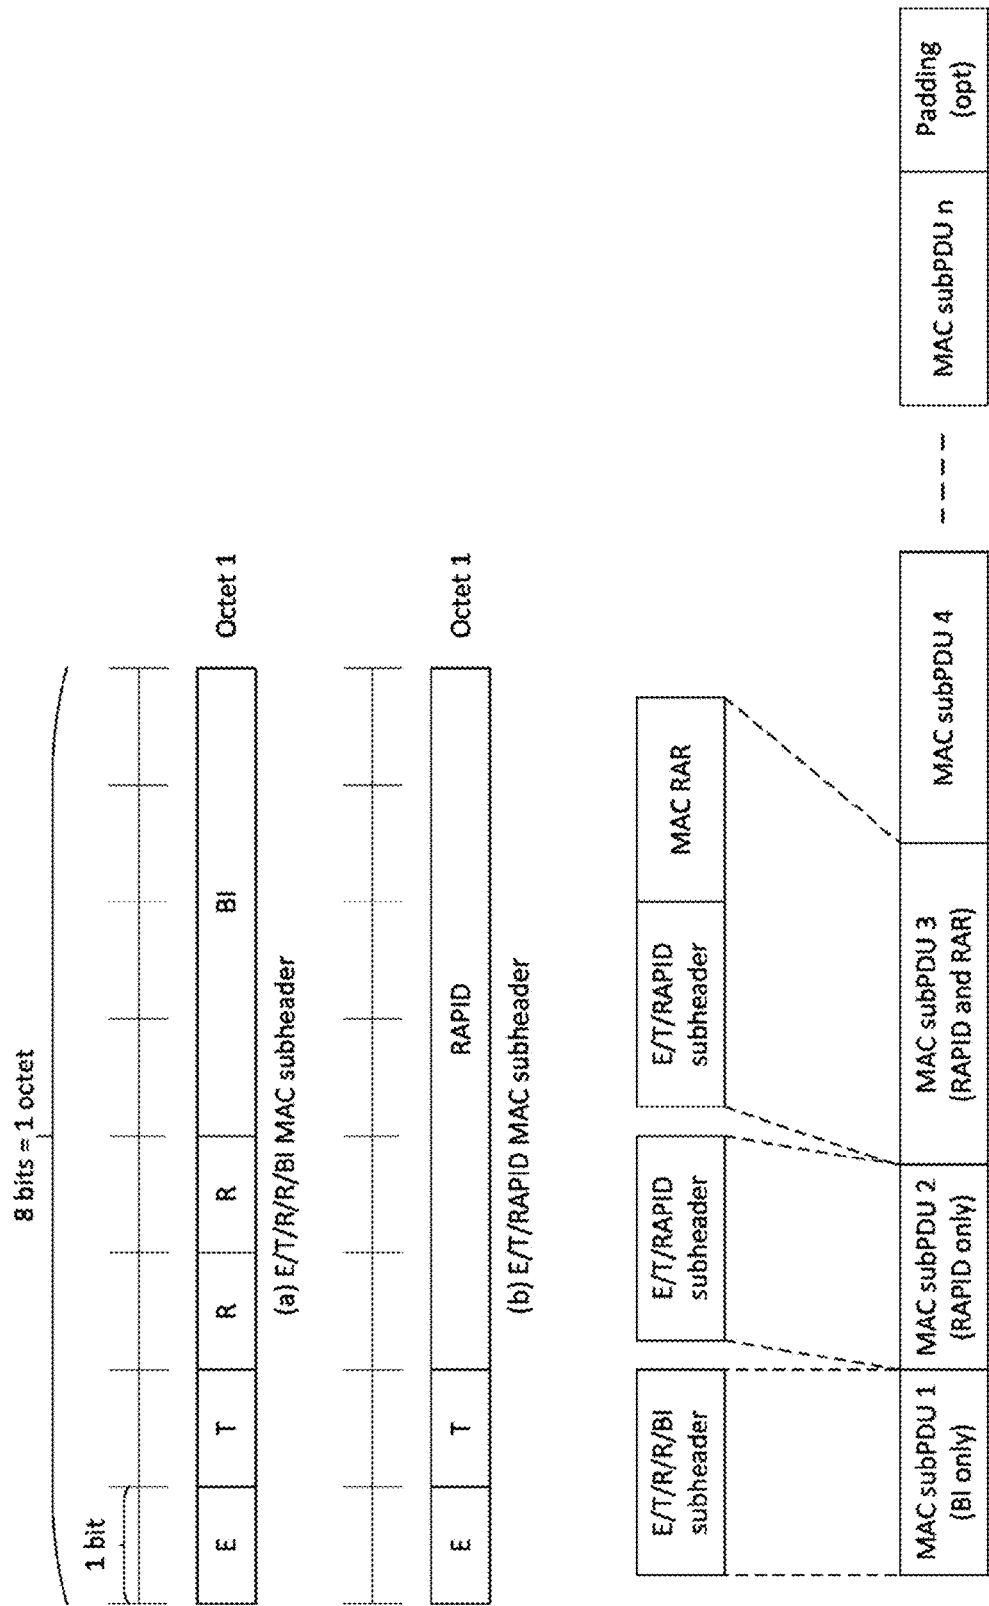 8 bits = 1 octet
1 bit
E
T
R
R
BI
Octet 1
(a) E/T/R/R/BI MAC subheader
E
T
RAPID
Octet 1
(b) E/T/RAPID MAC subheader
E/T/R/R/BI
subheader
E/T/RAPID
subheader
E/T/RAPID
subheader
MAC RAR
MAC subPDU 1
(BI only)
MAC subPDU 2
(RAPID only)
MAC subPDU 3
(RAPID and RAR)
MAC subPDU 4
MAC subPDU n
Padding
(opt)